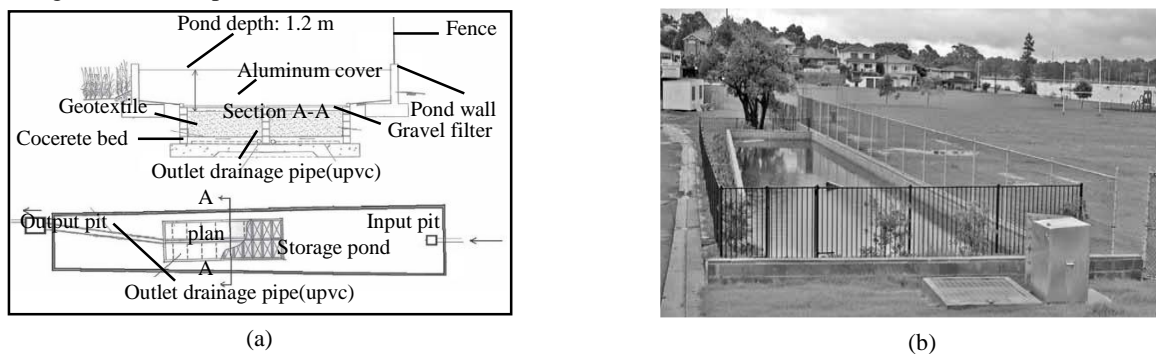 Pond depth: 1.2 m
Fence
Aluminum cover
Geotextile
Section A-A
Pond wall
Cocerete bed
Gravel filter
Outlet drainage pipe(upvc)
A
Output pit
plan
Input pit
Storage pond
A
Outlet drainage pipe(upvc)
(a)
(b)